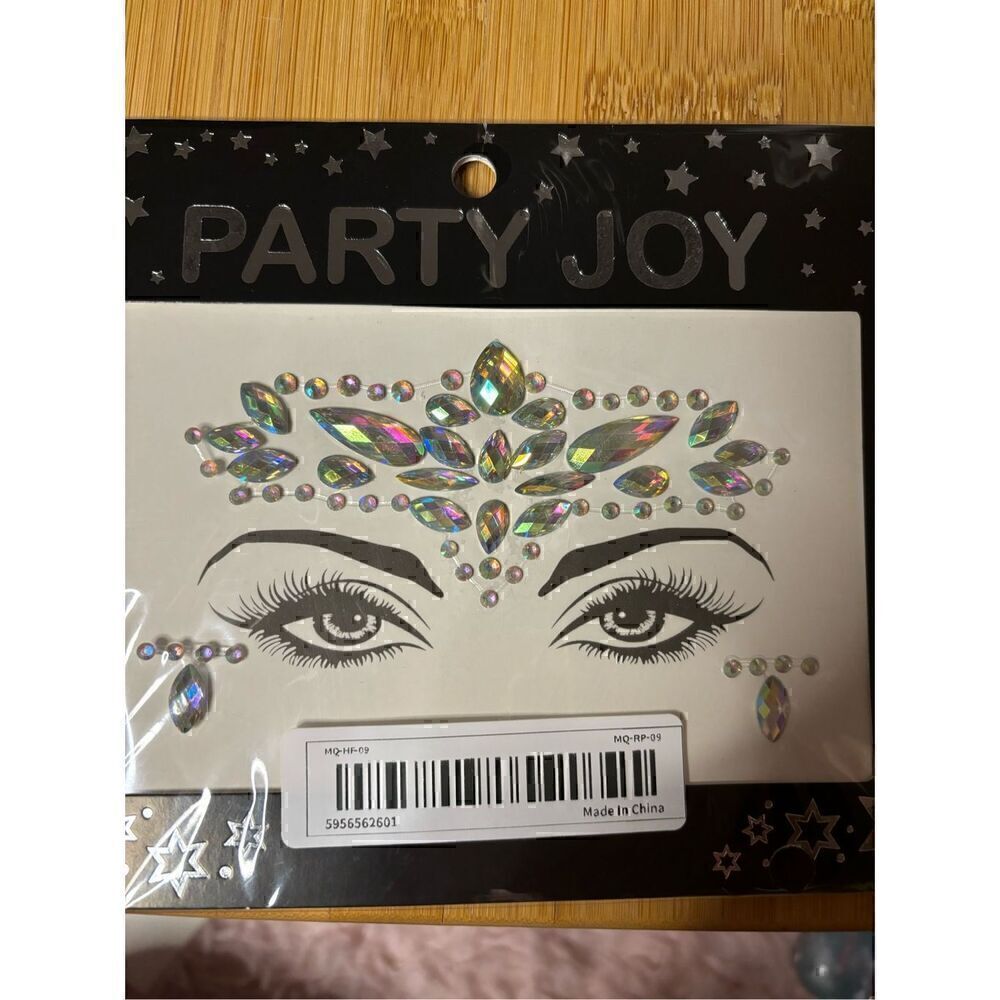 PARTY JOY
MQ-HF-09 MQ-RP-09
5956562601 Made In China